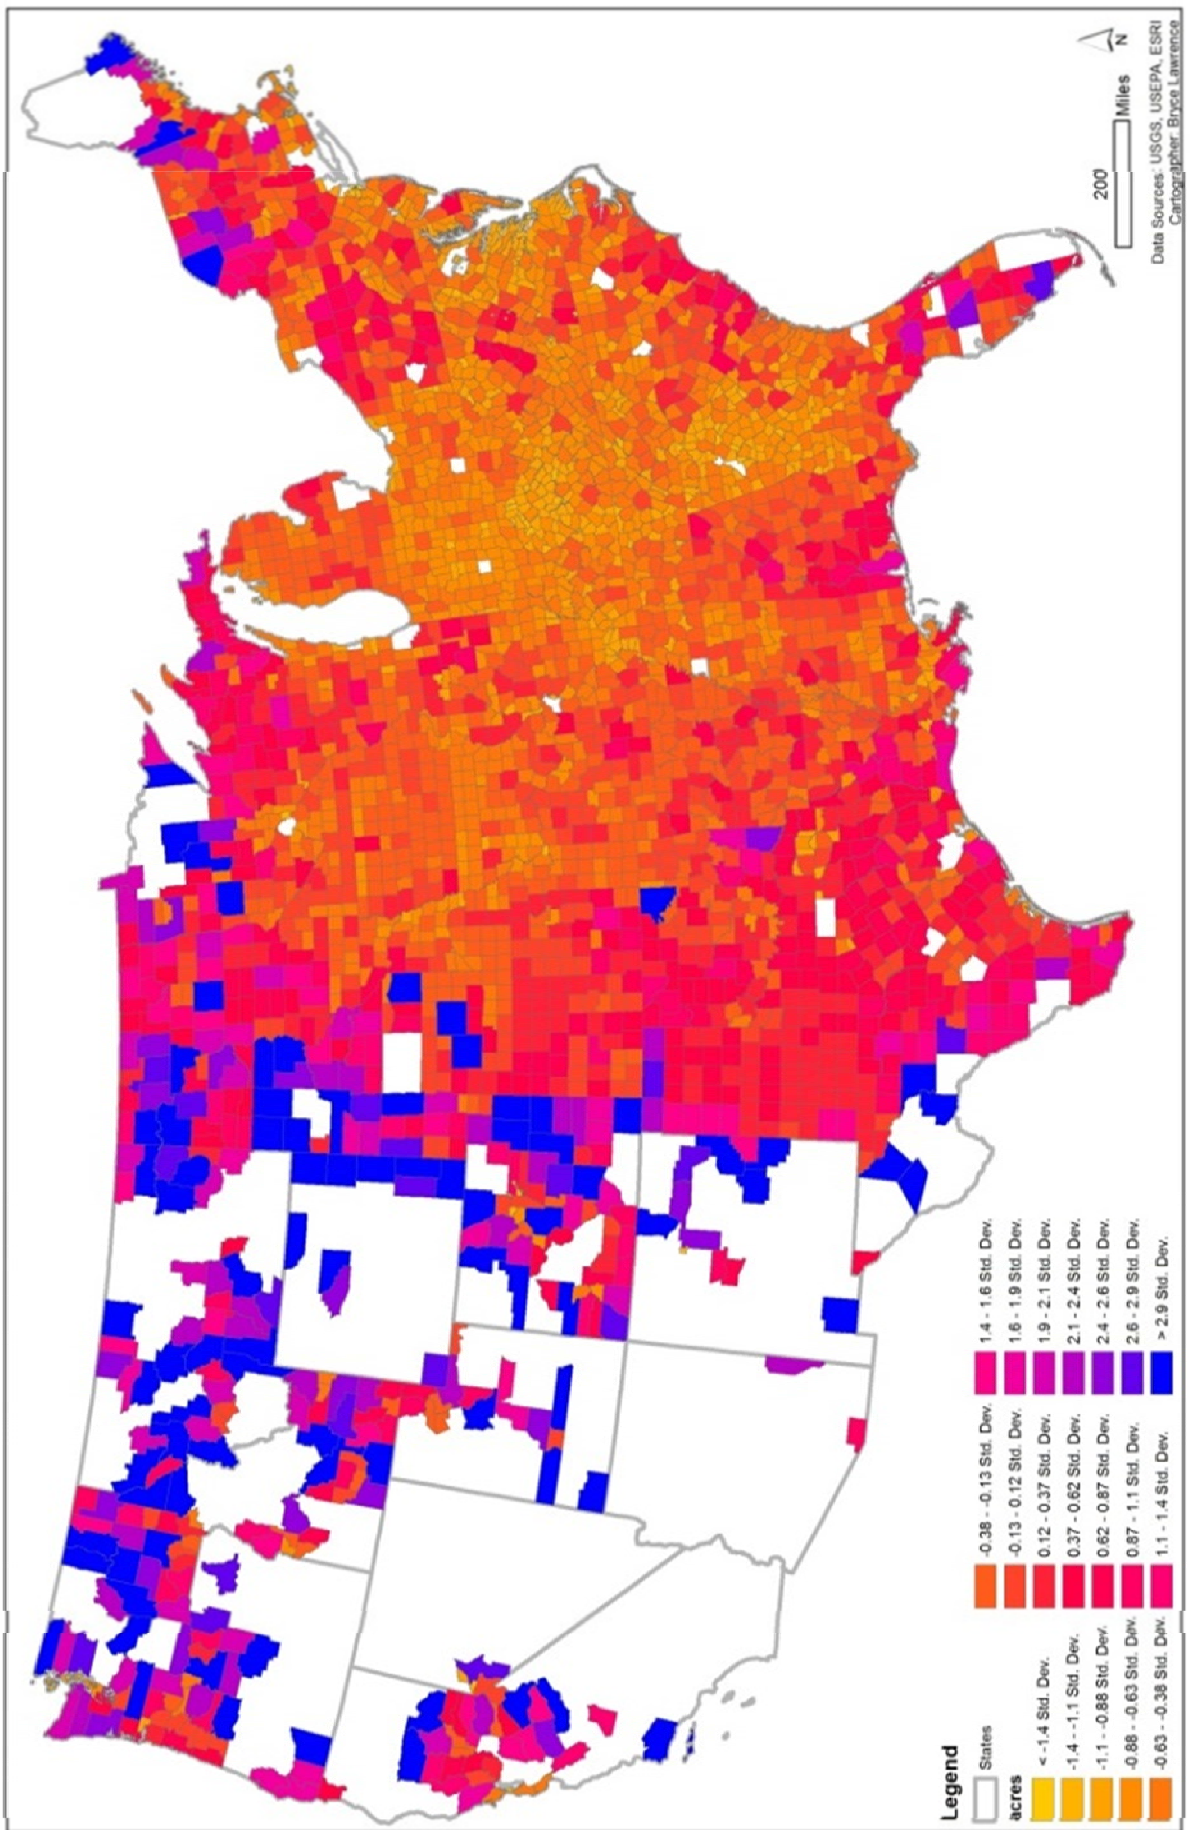 Legend
States
acres
< -1.4 Std. Dev.
-1.4 - -1.1 Std. Dev.
-1.1 - -0.88 Std. Dev.
-0.88 - -0.63 Std. Dev.
-0.63 - -0.38 Std. Dev.
-0.38 - -0.13 Std. Dev.
-0.13 - 0.12 Std. Dev.
0.12 - 0.37 Std. Dev.
0.37 - 0.62 Std. Dev.
0.62 - 0.87 Std. Dev.
0.87 - 1.1 Std. Dev.
1.1 - 1.4 Std. Dev.
1.4 - 1.6 Std. Dev.
1.6 - 1.9 Std. Dev.
1.9 - 2.1 Std. Dev.
2.1 - 2.4 Std. Dev.
2.4 - 2.6 Std. Dev.
2.6 - 2.9 Std. Dev.
> 2.9 Std. Dev.
200
Miles
N
Data Sources: USGS, USEPA, ESRI
Cartographer: Bryce Lawrence